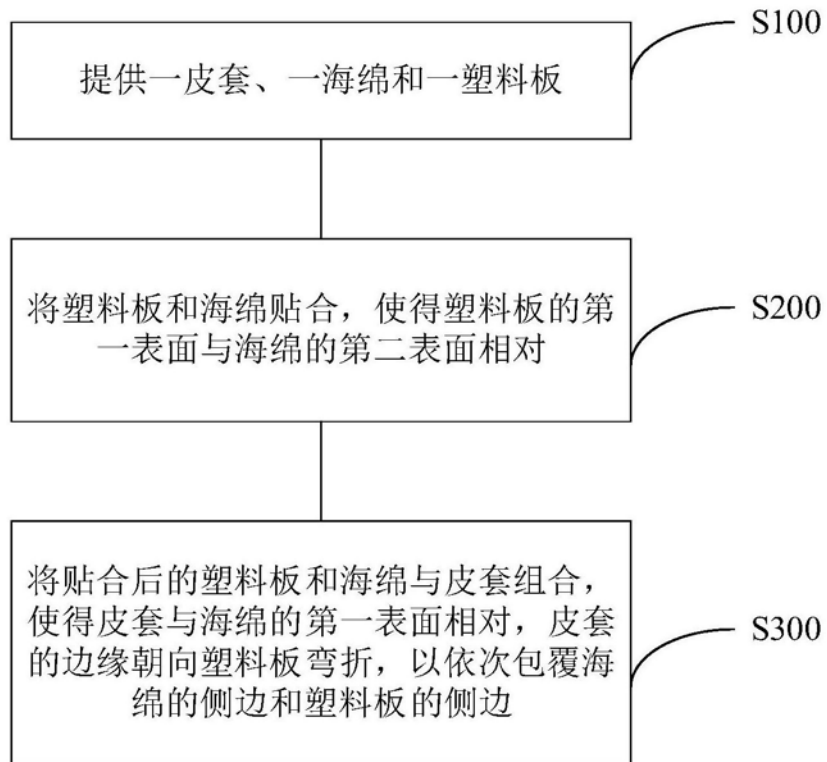 S100
提供一皮套、一海绵和一塑料板
S200
将塑料板和海绵贴合，使得塑料板的第
一表面与海绵的第二表面相对
将贴合后的塑料板和海绵与皮套组合，
使得皮套与海绵的第一表面相对，皮套
的边缘朝向塑料板弯折，以依次包覆海
绵的侧边和塑料板的侧边
S300